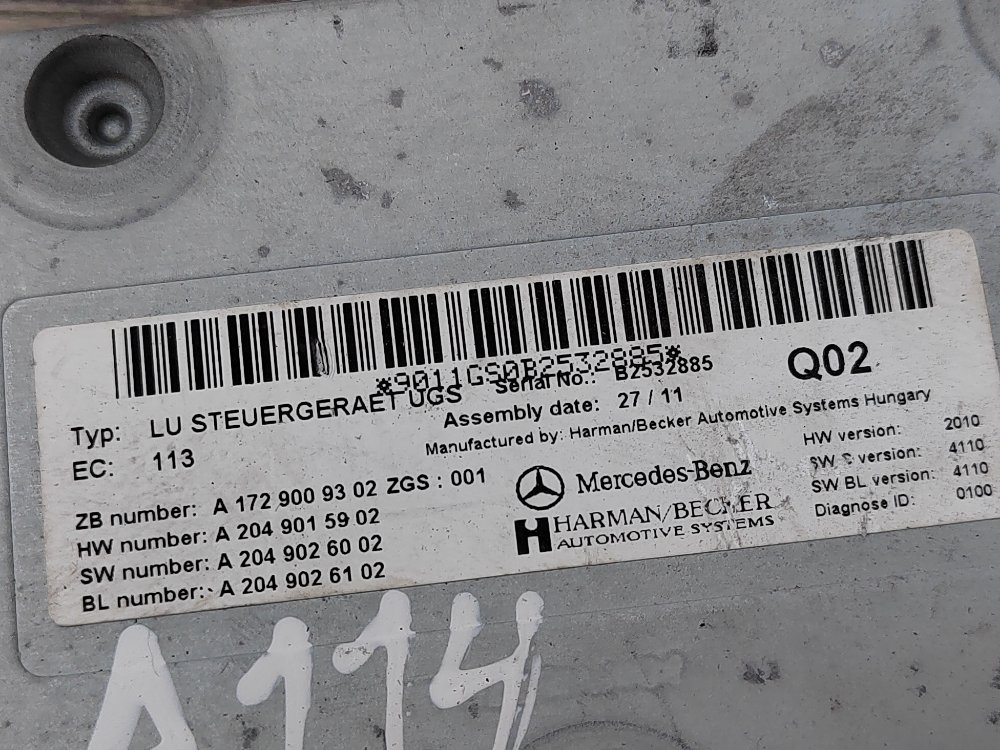 *9011GS0B2532885*
Typ: LU STEUERGERAET UGS Serial No.: B2532885
EC: 113 Assembly date: 27 / 11 Q02
Manufactured by: Harman/Becker Automotive Systems Hungary
ZB number: A 172 900 93 02 ZGS : 001
HW number: A 204 901 59 02
SW number: A 204 902 60 02
BL number: A 204 902 61 02
Mercedes-Benz
HARMAN/BECKER
AUTOMOTIVE SYSTEMS
HW version: 2010
SW S version: 4110
SW BL version: 4110
Diagnose ID: 0100
A114